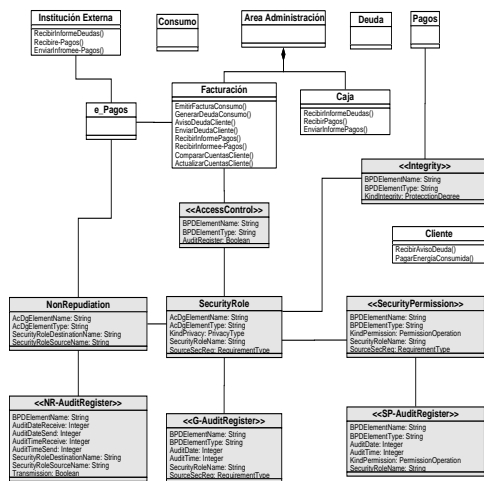 Institución Externa
RecibirInformeDeudas()
Recibire-Pagos()
EnviarInfromee-Pagos()
Consumo
Area Administración
Deuda
Pagos
e_Pagos
Facturación
EmitirFacturaConsumo()
GenerarDeudaConsumo()
AvisoDeudaCliente()
EnviarDeudaCliente()
RecibirInformePagos()
RecibirInformee-Pagos()
CompararCuentasCliente()
ActualizarCuentasCliente()
Caja
RecibirInformeDeudas()
RecibirPagos()
EnviarInformePagos()
<<Integrity>>
BPDElementName: String
BPDElementType: String
KindIntegrity: ProtecctionDegree
<<AccessControl>>
BPDElementName: String
BPDElementType: String
AuditRegister: Boolean
Cliente
RecibirAvisoDeuda()
PagarEnergíaConsumida()
NonRepudiation
AcDgElementName: String
AcDgElementType: String
SecurityRoleDestinationName: String
SecurityRoleSourceName: String
SecurityRole
AcDgElementName: String
AcDgElementType: String
KindPrivacy: PrivacyType
SecurityRoleName: String
SourceSecReq: RequirementType
<<SecurityPermission>>
BPDElementName: String
BPDElementType: String
KindPermission: PermissionOperation
SecurityRoleName: String
SourceSecReq: RequirementType
<<NR-AuditRegister>>
BPDElementName: String
AuditDateReceive: Integer
AuditDateSend: Integer
AuditTimeReceive: Integer
AuditTimeSend: Integer
SecurityRoleDestinationName: String
SecurityRoleSourceName: String
Transmission: Boolean
<<G-AuditRegister>>
BPDElementName: String
BPDElementType: String
AuditDate: Integer
AuditTime: Integer
SecurityRoleName: String
SourceSecReq: RequirementType
<<SP-AuditRegister>>
BPDElementName: String
BPDElementType: String
AuditDate: Integer
AuditTime: Integer
KindPermission: PermissionOperation
SecurityRoleName: String